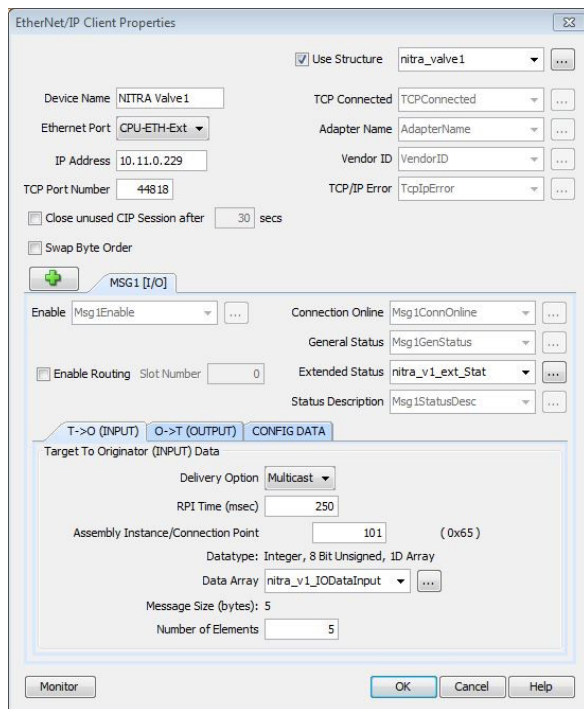 EtherNet/IP Client Properties
Use Structure nitra_valve1 ...
Device Name NITRA Valve1 TCP Connected TCPConnected ...
Ethernet Port CPU-ETH-Ext Adapter Name AdapterName ...
IP Address 10.11.0.229 Vendor ID VendorID ...
TCP Port Number 44818 TCP/IP Error TcpIpError ...
Close unused CIP Session after 30 secs
Swap Byte Order
MSG1 [I/O]
Enable Msg1Enable ... Connection Online Msg1ConnOnline ...
General Status Msg1GenStatus ...
Enable Routing Slot Number 0 Extended Status nitra_v1_ext_Stat ...
Status Description Msg1StatusDesc ...
T->O (INPUT) O->T (OUTPUT) CONFIG DATA
Target To Originator (INPUT) Data
Delivery Option Multicast
RPI Time (msec) 250
Assembly Instance/Connection Point 101 (0x65)
Datatype: Integer, 8 Bit Unsigned, 1D Array
Data Array nitra_v1_IODataInput ...
Message Size (bytes): 5
Number of Elements 5
Monitor OK Cancel Help